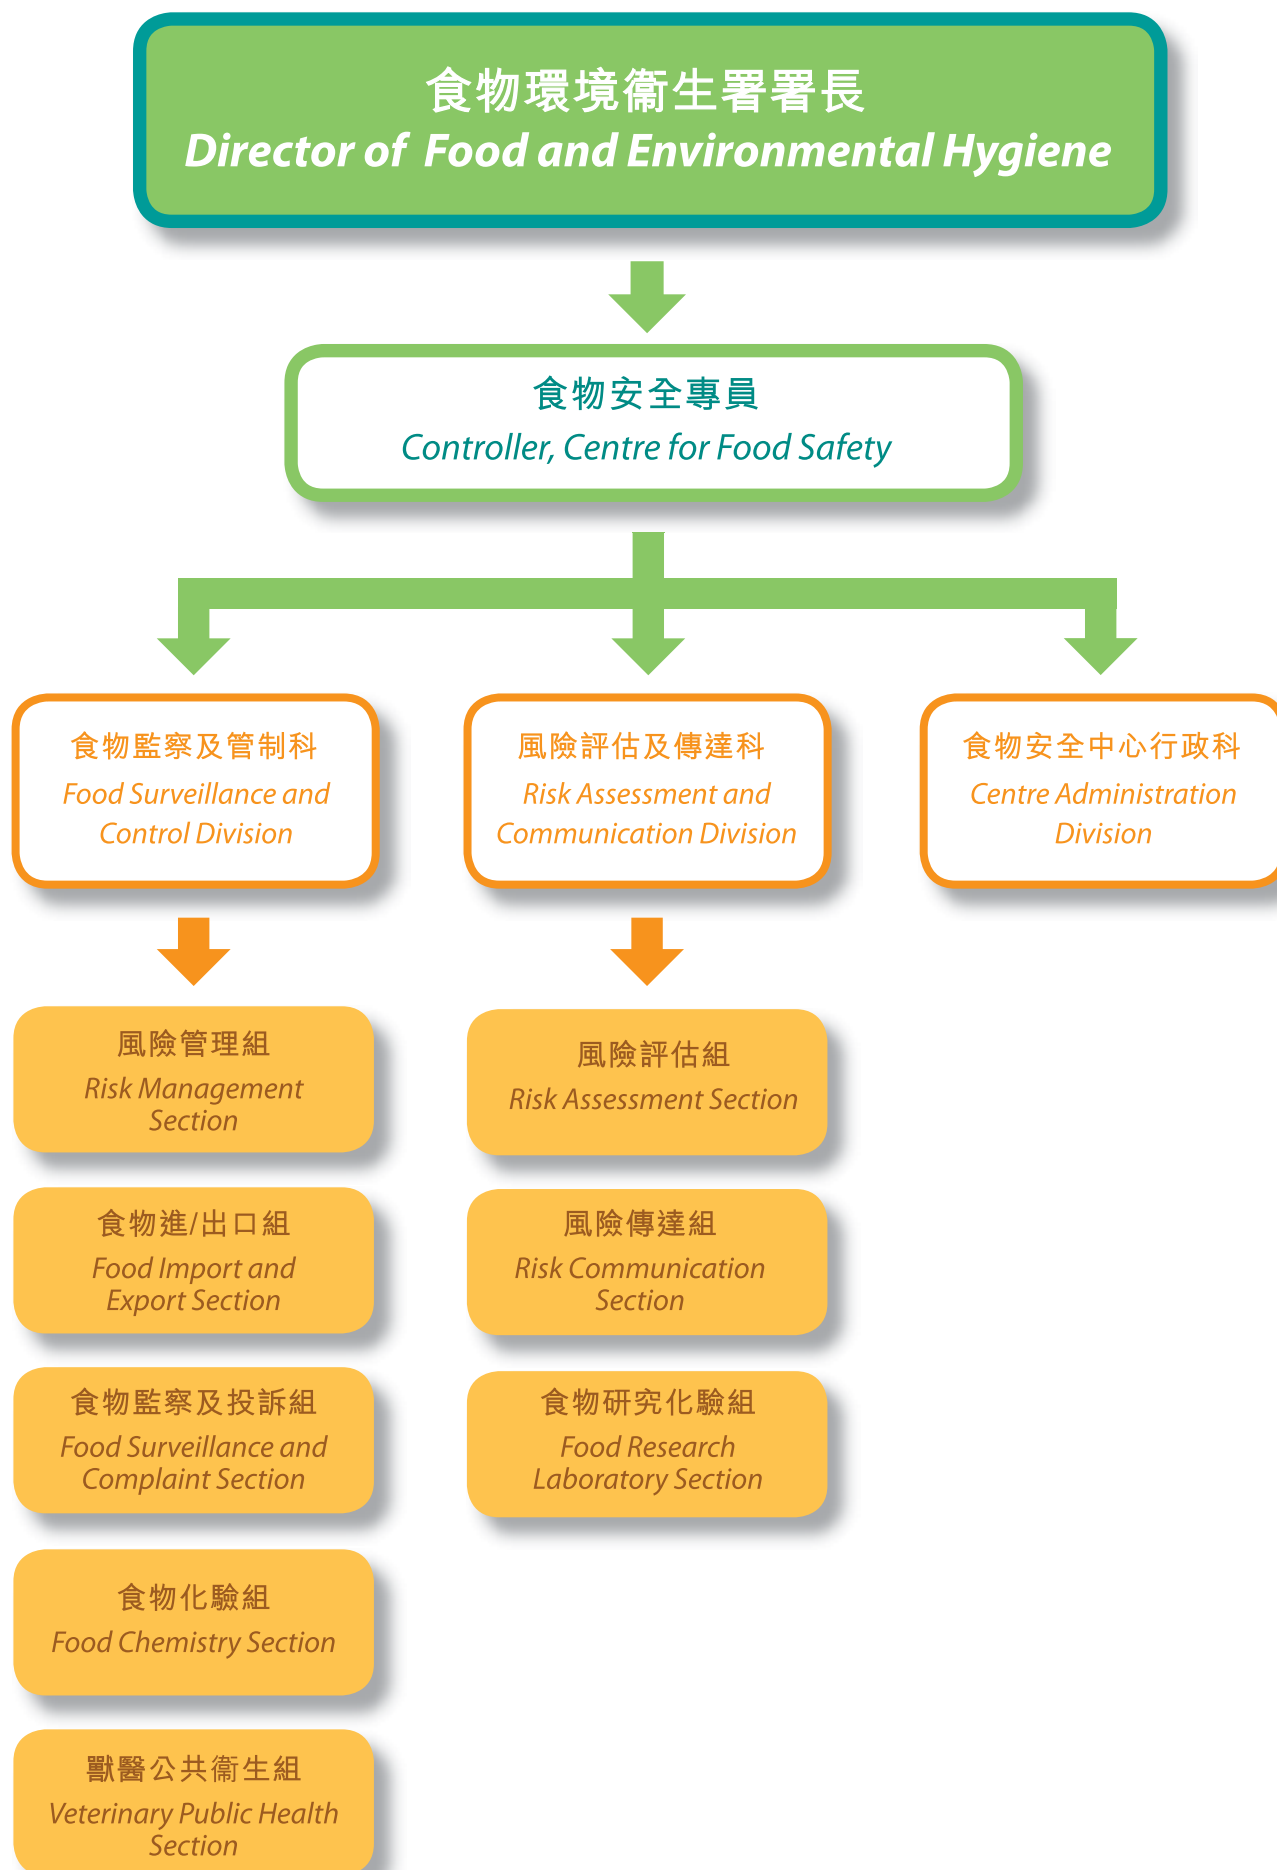 食物環境衞生署署長
Director of Food and Environmental Hygiene
食物安全專員
Controller, Centre for Food Safety
食物監察及管制科
Food Surveillance and
Control Division
風險評估及傳達科
Risk Assessment and
Communication Division
食物安全中心行政科
Centre Administration
Division
風險管理組
Risk Management
Section
食物進/出口組
Food Import and
Export Section
食物監察及投訴組
Food Surveillance and
Complaint Section
食物化驗組
Food Chemistry Section
獸醫公共衞生組
Veterinary Public Health
Section
風險評估組
Risk Assessment Section
風險傳達組
Risk Communication
Section
食物研究化驗組
Food Research
Laboratory Section